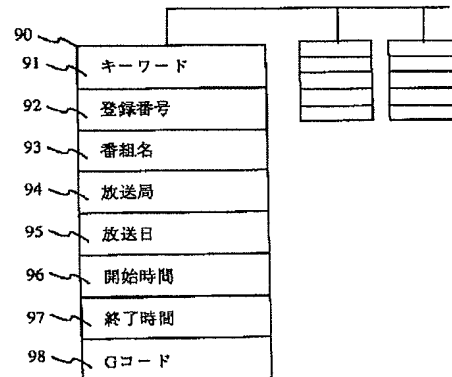 90
91 キーワード
92 登録番号
93 番組名
94 放送局
95 放送日
96 開始時間
97 終了時間
98 Gコード